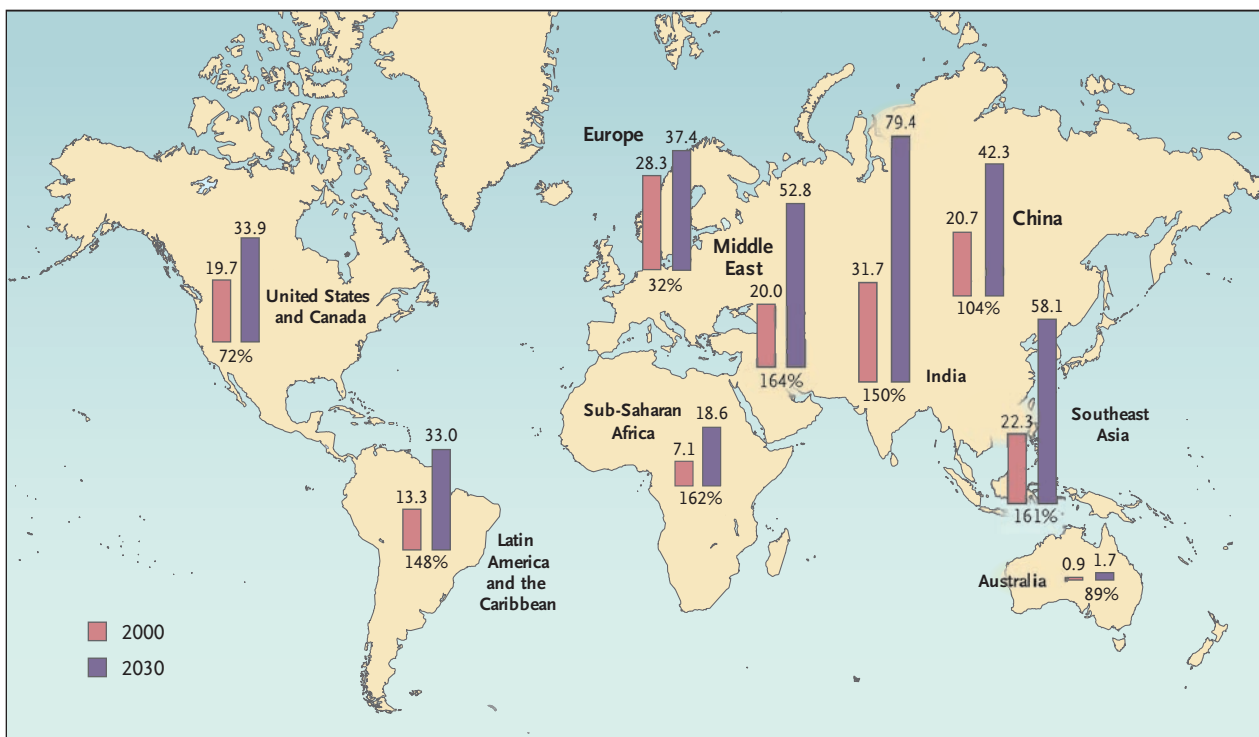 Europe
28.3
37.4
32%
79.4
31.7
150%
India
42.3
20.7
China
104%
52.8
Middle
East
20.0
164%
33.9
19.7
United States
and Canada
72%
58.1
22.3
Southeast
Asia
161%
Sub-Saharan
Africa
18.6
7.1
162%
33.0
13.3
148%
Latin
America
and the
Caribbean
0.9
1.7
Australia
89%
2000
2030